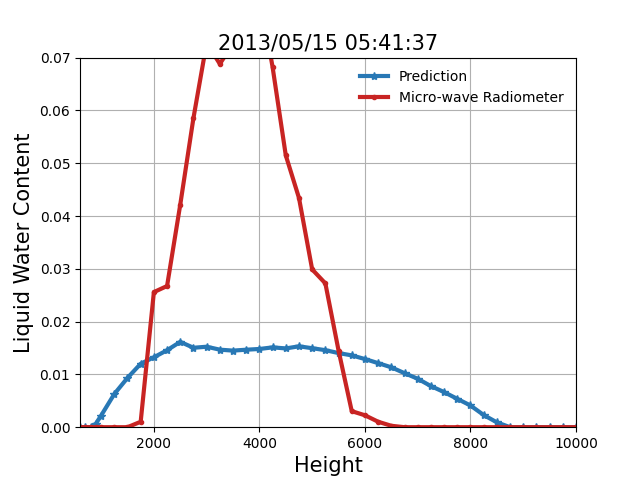 2013/05/15 05:41:37
0.07
0.06
0.05
0.04
0.03
0.02
0.01
0.00
Liquid Water Content
Prediction
Micro-wave Radiometer
2000 4000 6000 8000 10000
Height